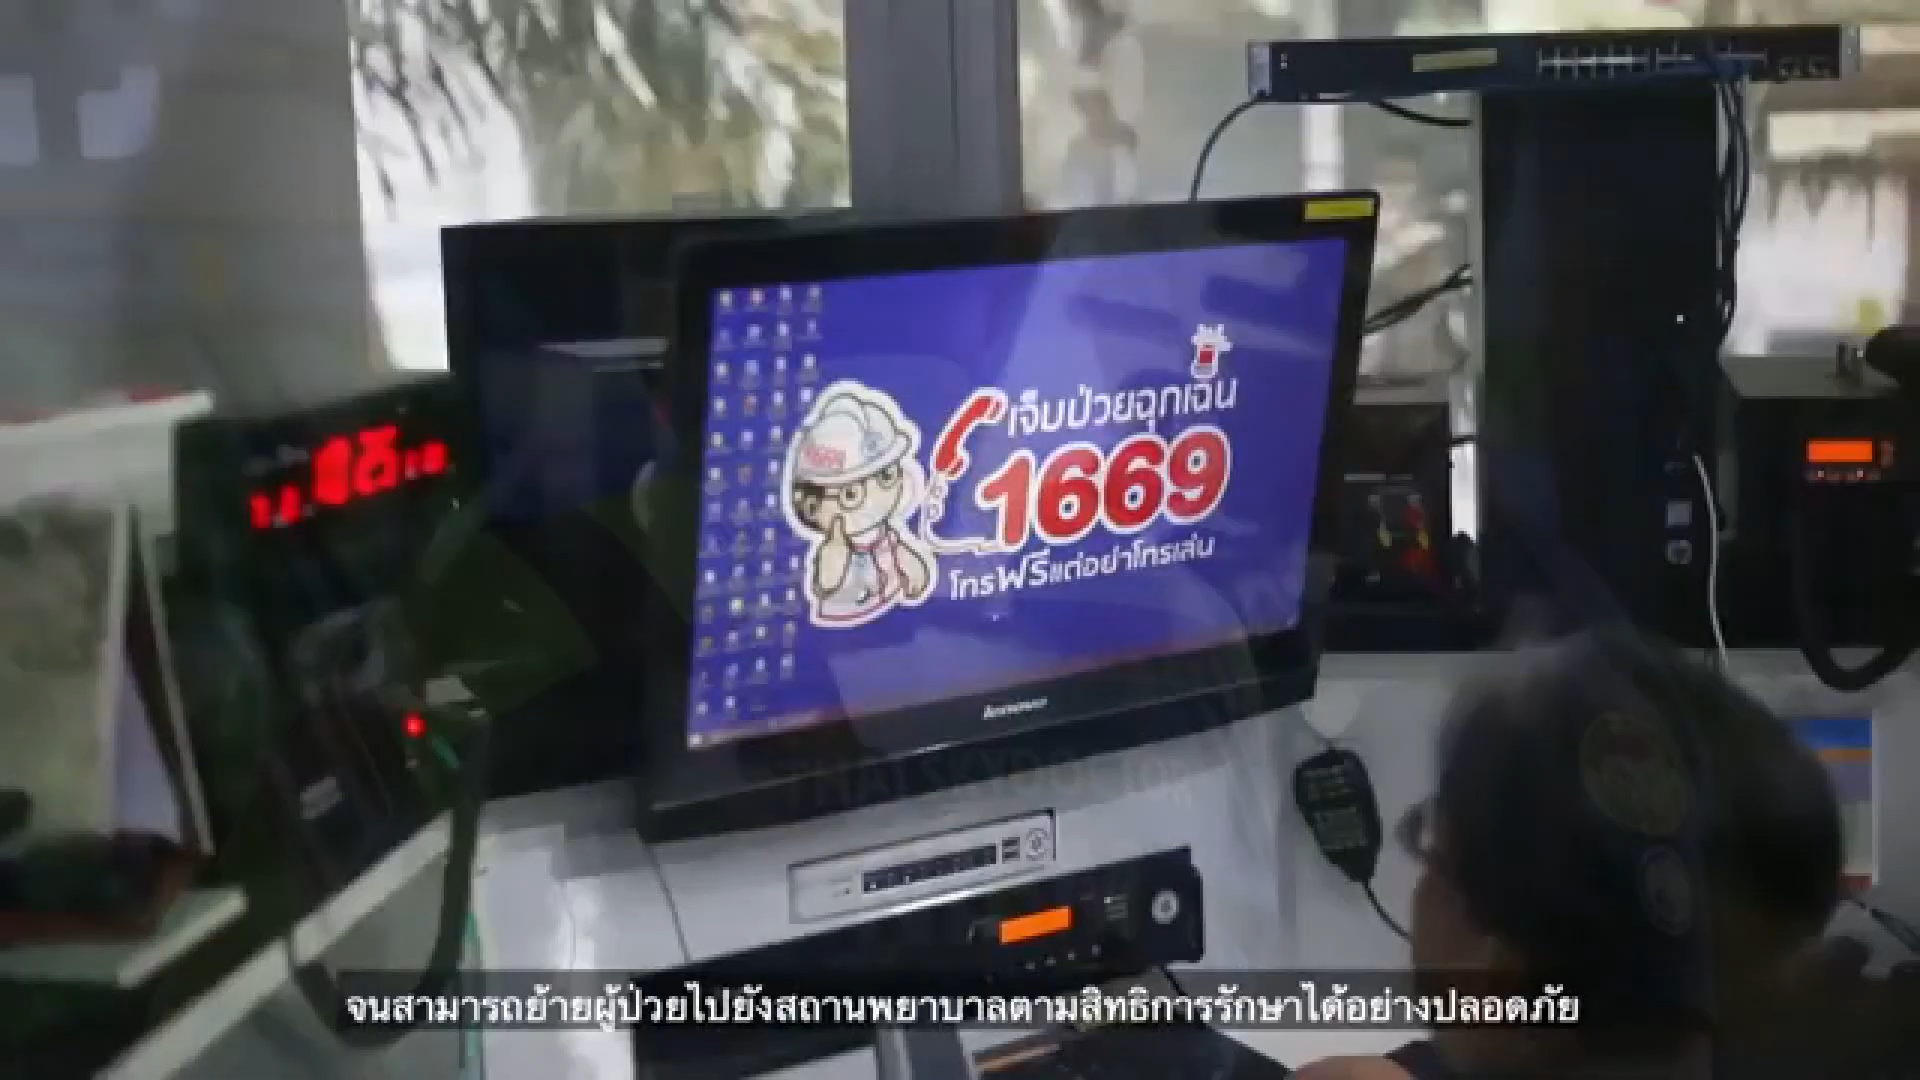 เจ็บป่วยฉุกเฉิน
1669
โทรฟรีแต่อย่าโทรเล่น
lenovo
THAI SKY DOCTOR
จนสามารถย้ายผู้ป่วยไปยังสถานพยาบาลตามสิทธิการรักษาได้อย่างปลอดภัย